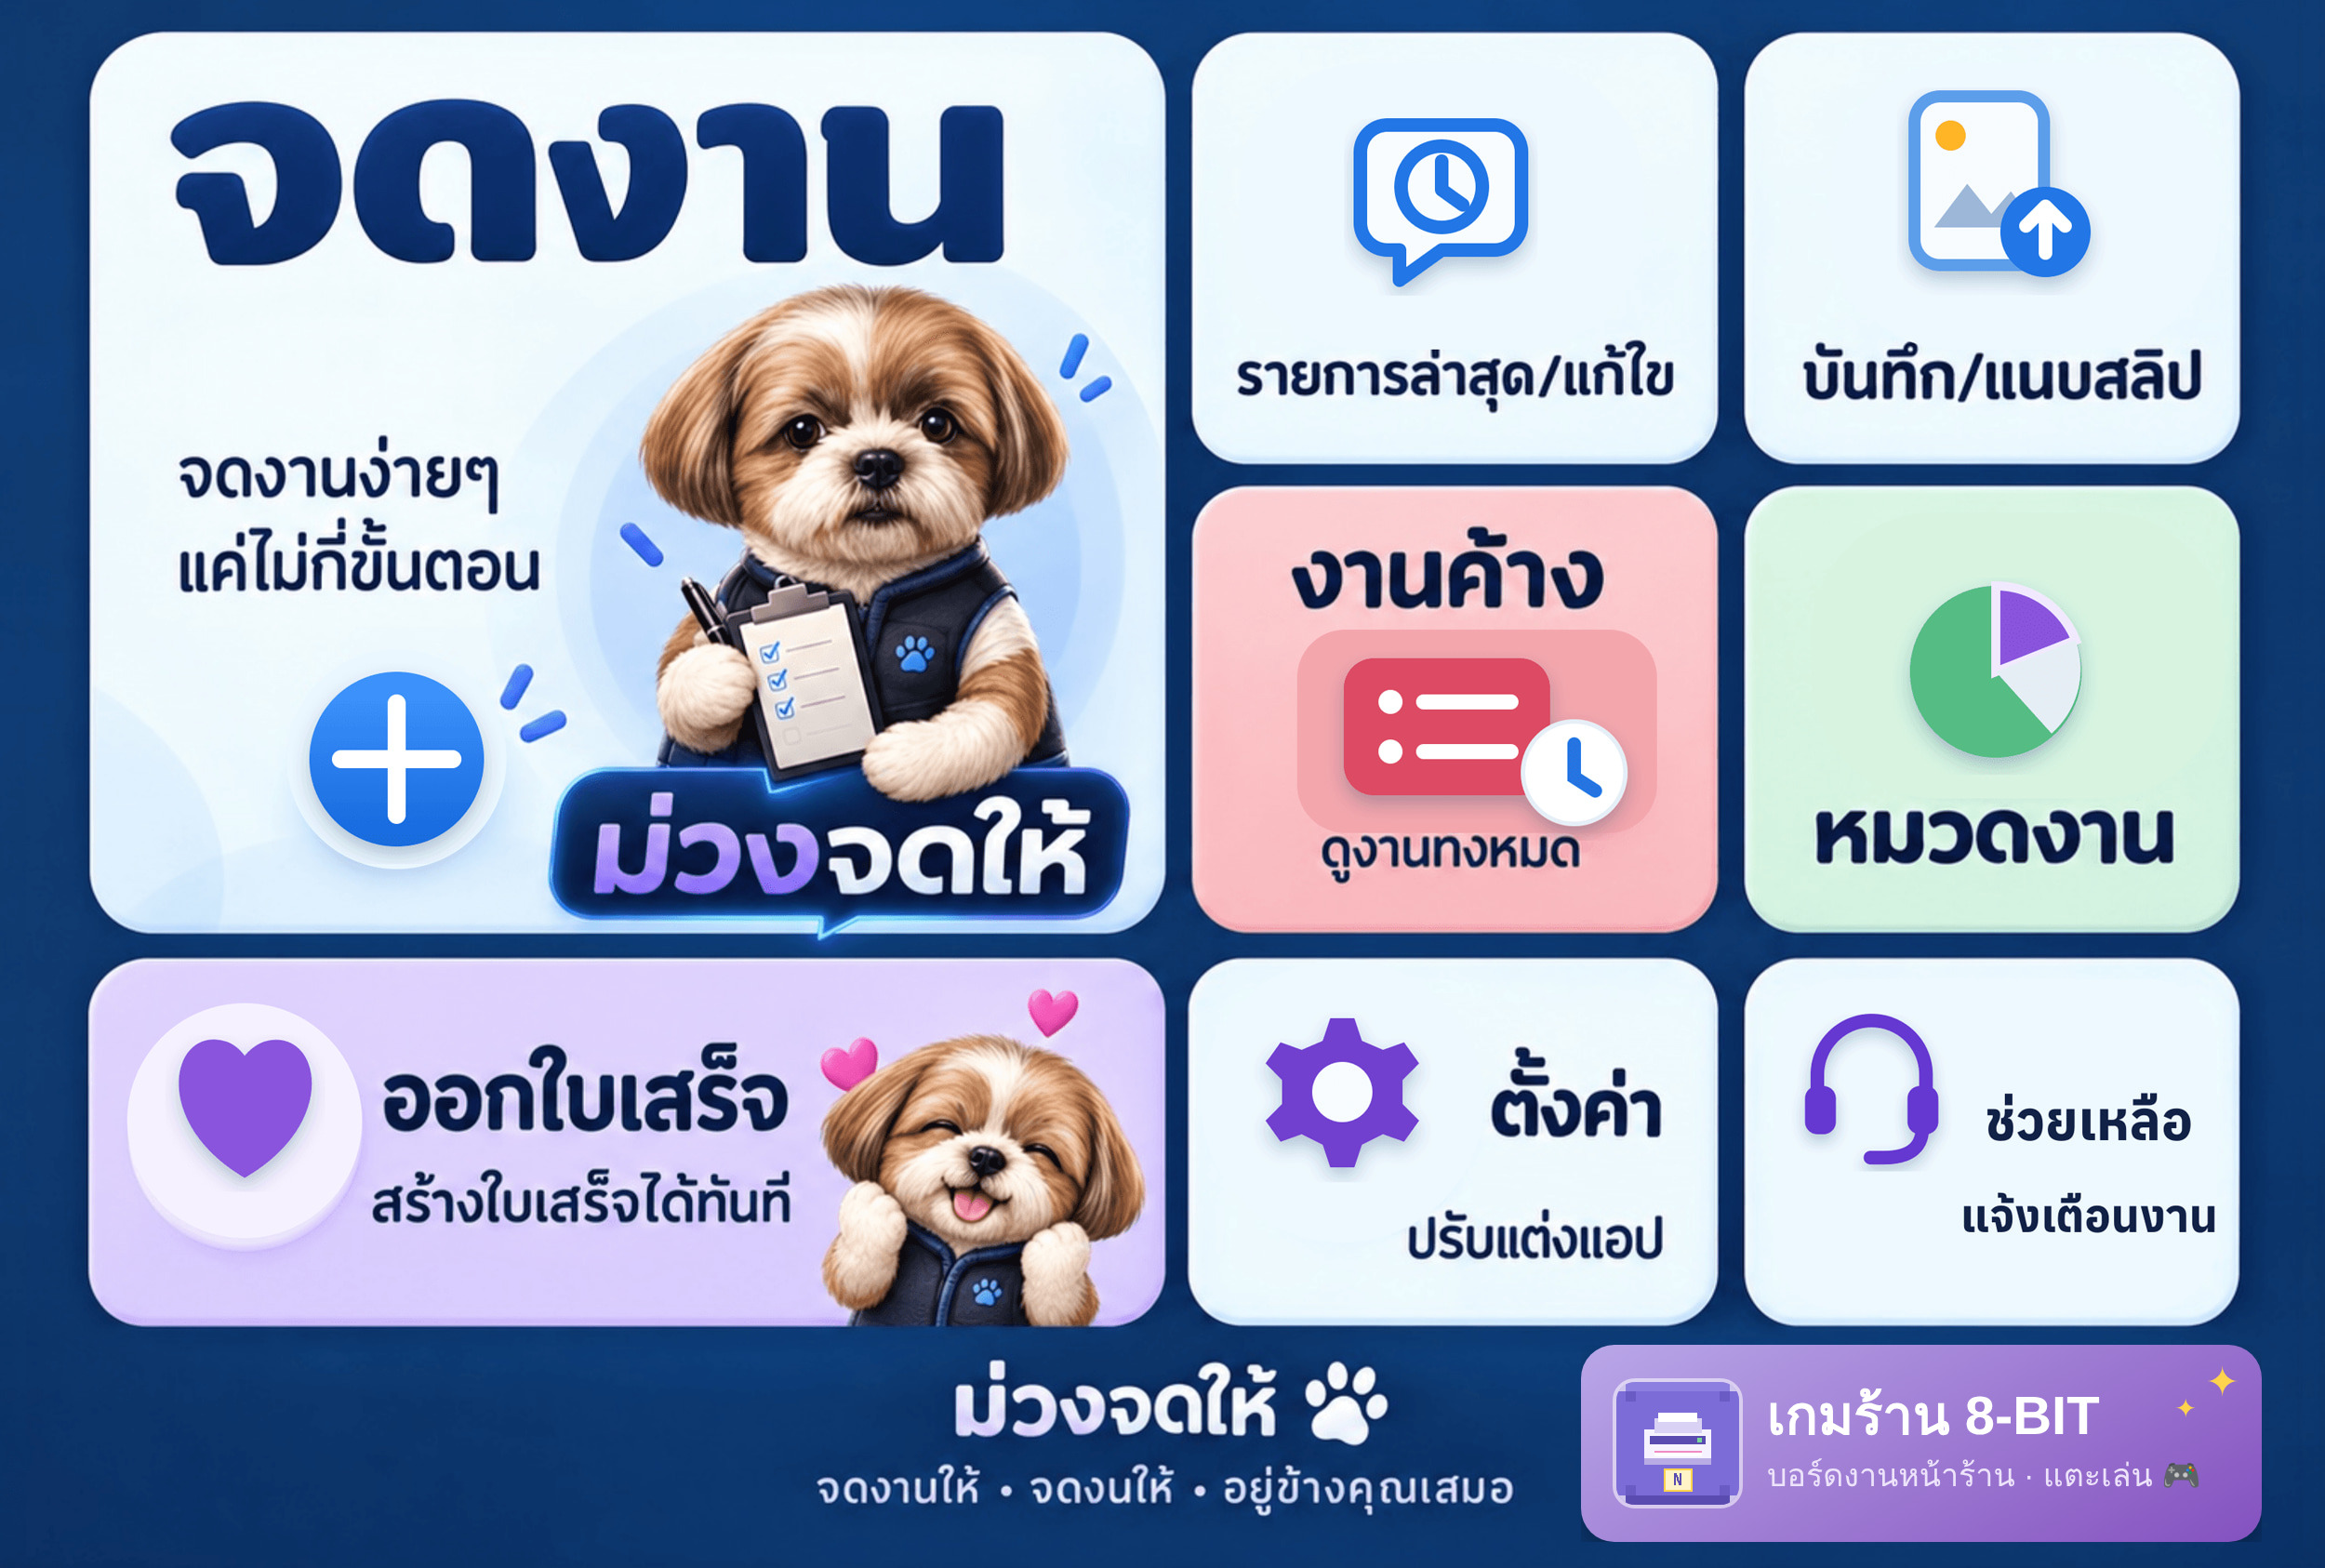 จดงาน
จดงานง่ายๆ
แค่ไม่กี่ขั้นตอน
ม่วงจดให้
รายการล่าสุด/แก้ไข
บันทึก/แนบสลิป
งานค้าง
ดูงานทงหมด
หมวดงาน
ออกใบเสร็จ
สร้างใบเสร็จได้ทันที
ตั้งค่า
ปรับแต่งแอป
ช่วยเหลือ
แจ้งเตือนงาน
ม่วงจดให้
จดงานให้ • จดงนให้ • อยู่ข้างคุณเสมอ
N
เกมร้าน 8-BIT
บอร์ดงานหน้าร้าน · แตะเล่น 🎮